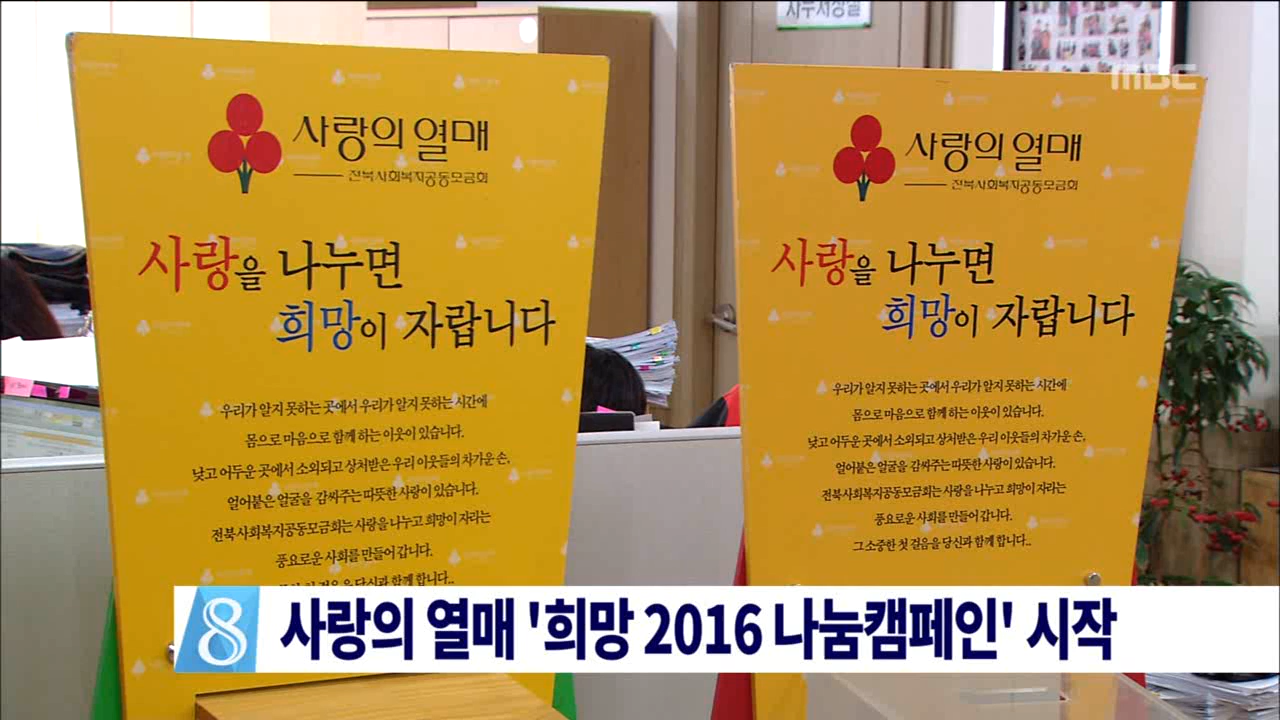 사무처장실
MBC
사랑의 열매
전북사회복지공동모금회
사랑을 나누면
희망이 자랍니다
우리가 알지 못하는 곳에서 우리가 알지 못하는 시간에
몸으로 마음으로 함께 하는 이웃이 있습니다.
낮고 어두운 곳에서 소외되고 상처받은 우리 이웃들의 차가운 손,
얼어붙은 얼굴을 감싸주는 따뜻한 사랑이 있습니다.
전북사회복지공동모금회는 사랑을 나누고 희망이 자라는
풍요로운 사회를 만들어 갑니다.
첫 걸음을 당신과 함께 합니다..
사랑의 열매
전북사회복지공동모금회
사랑을 나누면
희망이 자랍니다
우리가 알지 못하는 곳에서 우리가 알지 못하는 시간에
몸으로 마음으로 함께 하는 이웃이 있습니다.
낮고 어두운 곳에서 소외되고 상처받은 우리 이웃들의 차가운 손,
얼어붙은 얼굴을 감싸주는 따뜻한 사랑이 있습니다.
전북사회복지공동모금회는 사랑을 나누고 희망이 자라는
풍요로운 사회를 만들어 갑니다.
그 소중한 첫 걸음을 당신과 함께 합니다..
8 사랑의 열매 '희망 2016 나눔캠페인' 시작